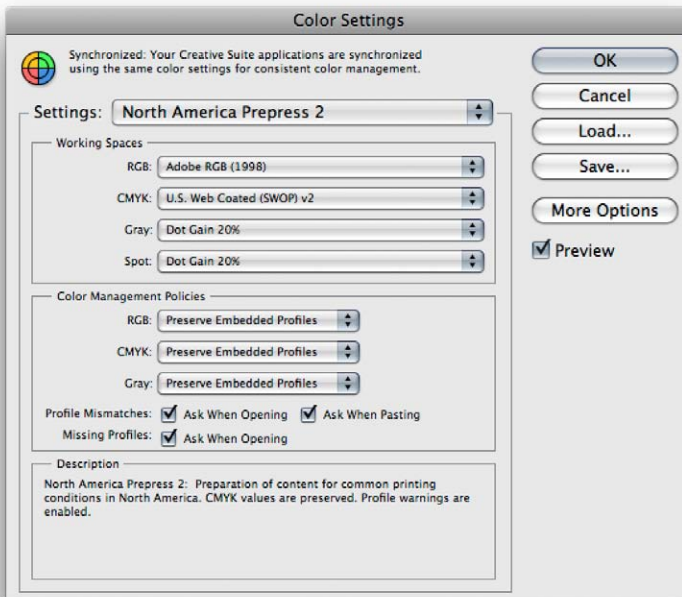 Color Settings
Synchronized: Your Creative Suite applications are synchronized
using the same color settings for consistent color management.
OK
Cancel
Load...
Save...
More Options
Preview
Settings: North America Prepress 2
Working Spaces
RGB: Adobe RGB (1998)
CMYK: U.S. Web Coated (SWOP) v2
Gray: Dot Gain 20%
Spot: Dot Gain 20%
Color Management Policies
RGB: Preserve Embedded Profiles
CMYK: Preserve Embedded Profiles
Gray: Preserve Embedded Profiles
Profile Mismatches: Ask When Opening Ask When Pasting
Missing Profiles: Ask When Opening
Description
North America Prepress 2: Preparation of content for common printing
conditions in North America. CMYK values are preserved. Profile warnings are
enabled.